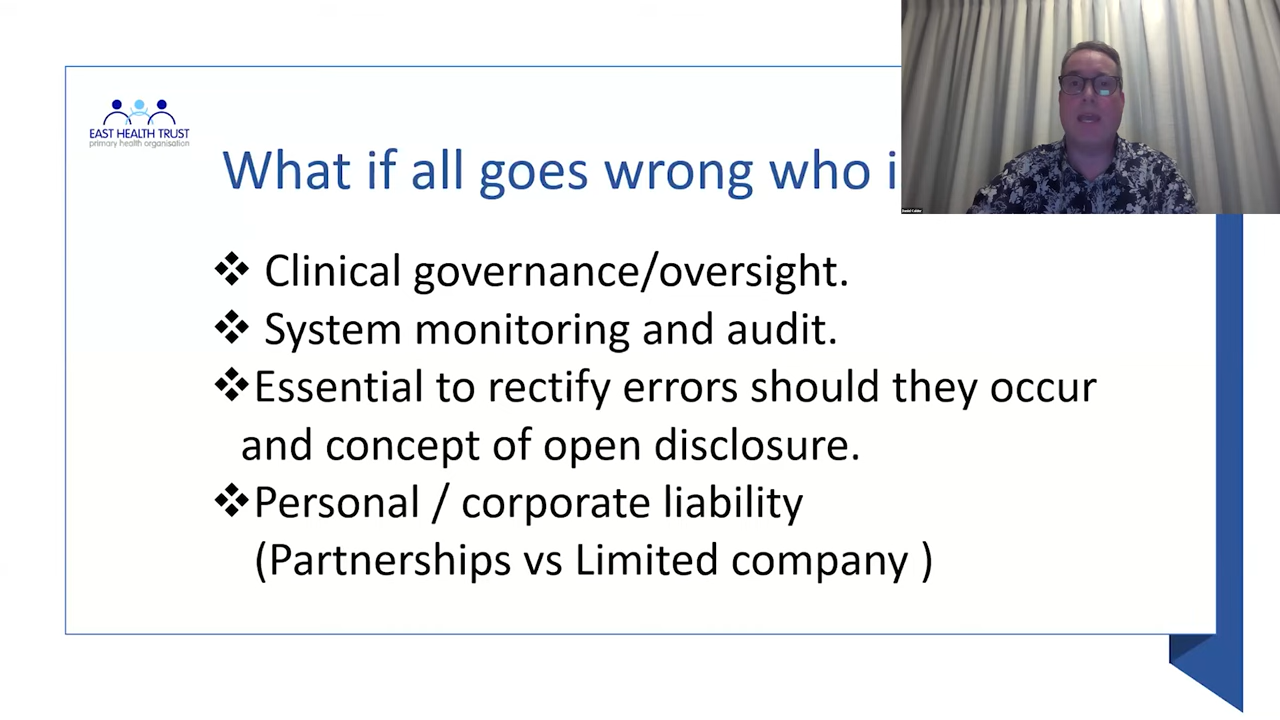 EAST HEALTH TRUST
primary health organisation
What if all goes wrong who i
❖ Clinical governance/oversight.
❖ System monitoring and audit.
❖Essential to rectify errors should they occur
and concept of open disclosure.
❖Personal / corporate liability
(Partnerships vs Limited company )